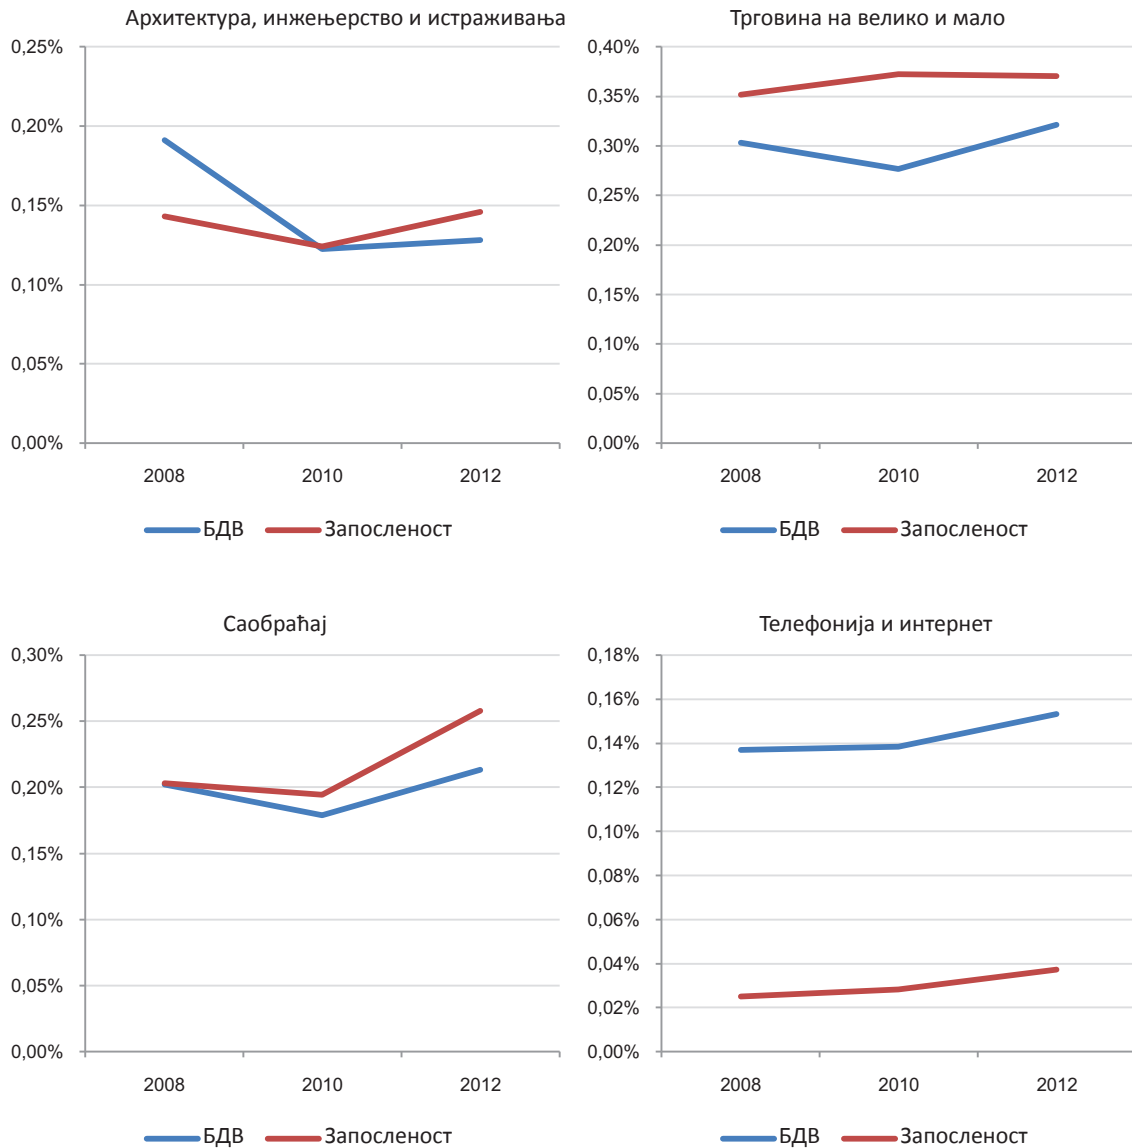 Архитектура, инжењерство и истраживања
0,25%
0,20%
0,15%
0,10%
0,05%
0,00%
2008 2010 2012
БДВ Запосленост
Трговина на велико и мало
0,40%
0,35%
0,30%
0,25%
0,20%
0,15%
0,10%
0,05%
0,00%
2008 2010 2012
БДВ Запосленост
Саобраћај
0,30%
0,25%
0,20%
0,15%
0,10%
0,05%
0,00%
2008 2010 2012
БДВ Запосленост
Телефонија и интернет
0,18%
0,16%
0,14%
0,12%
0,10%
0,08%
0,06%
0,04%
0,02%
0,00%
2008 2010 2012
БДВ Запосленост